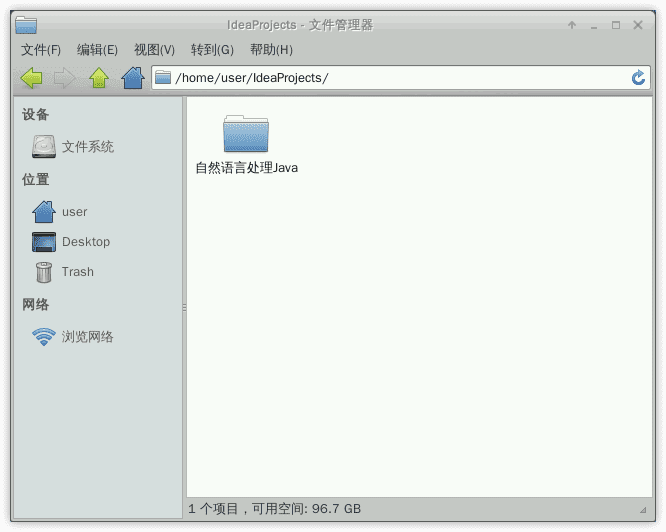 IdeaProjects - 文件管理器
文件(F) 编辑(E) 视图(V) 转到(G) 帮助(H)
/home/user/IdeaProjects/
设备
文件系统
位置
user
Desktop
Trash
网络
浏览网络
自然语言处理Java
1 个项目，可用空间: 96.7 GB